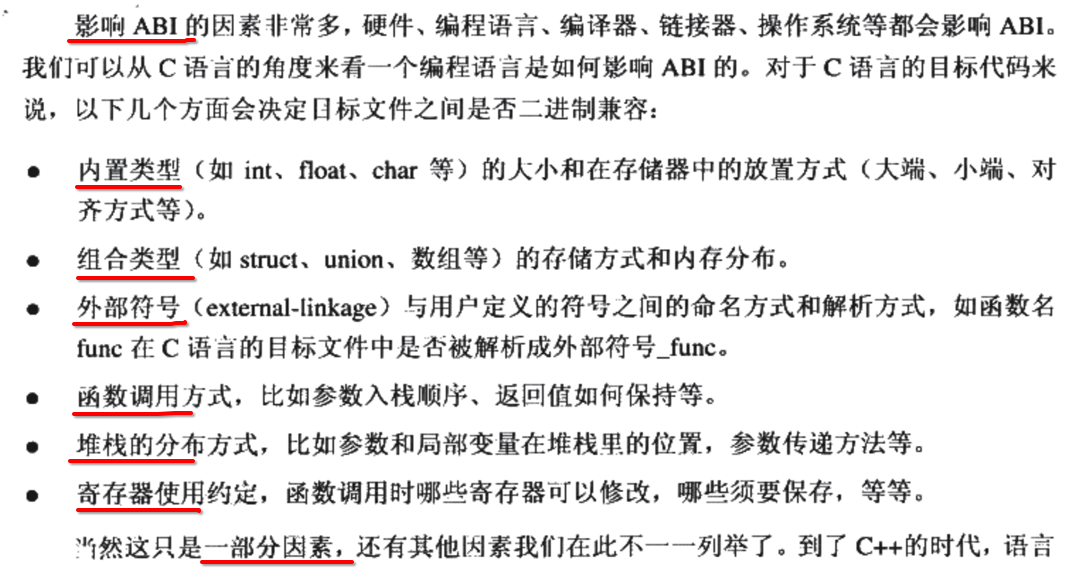 影响 ABI 的因素非常多，硬件、编程语言、编译器、链接器、操作系统等都会影响 ABI。
我们可以从 C 语言的角度来看一个编程语言是如何影响 ABI 的。对于 C 语言的目标代码来
说，以下几个方面会决定目标文件之间是否二进制兼容：
● 内置类型（如 int、float、char 等）的大小和在存储器中的放置方式（大端、小端、对
齐方式等）。
● 组合类型（如 struct、union、数组等）的存储方式和内存分布。
● 外部符号（external-linkage）与用户定义的符号之间的命名方式和解析方式，如函数名
func 在 C 语言的目标文件中是否被解析成外部符号_func。
● 函数调用方式，比如参数入栈顺序、返回值如何保持等。
● 堆栈的分布方式，比如参数和局部变量在堆栈里的位置，参数传递方法等。
● 寄存器使用约定，函数调用时哪些寄存器可以修改，哪些须要保存，等等。
当然这只是一部分因素，还有其他因素我们在此不一一列举了。到了 C++的时代，语言